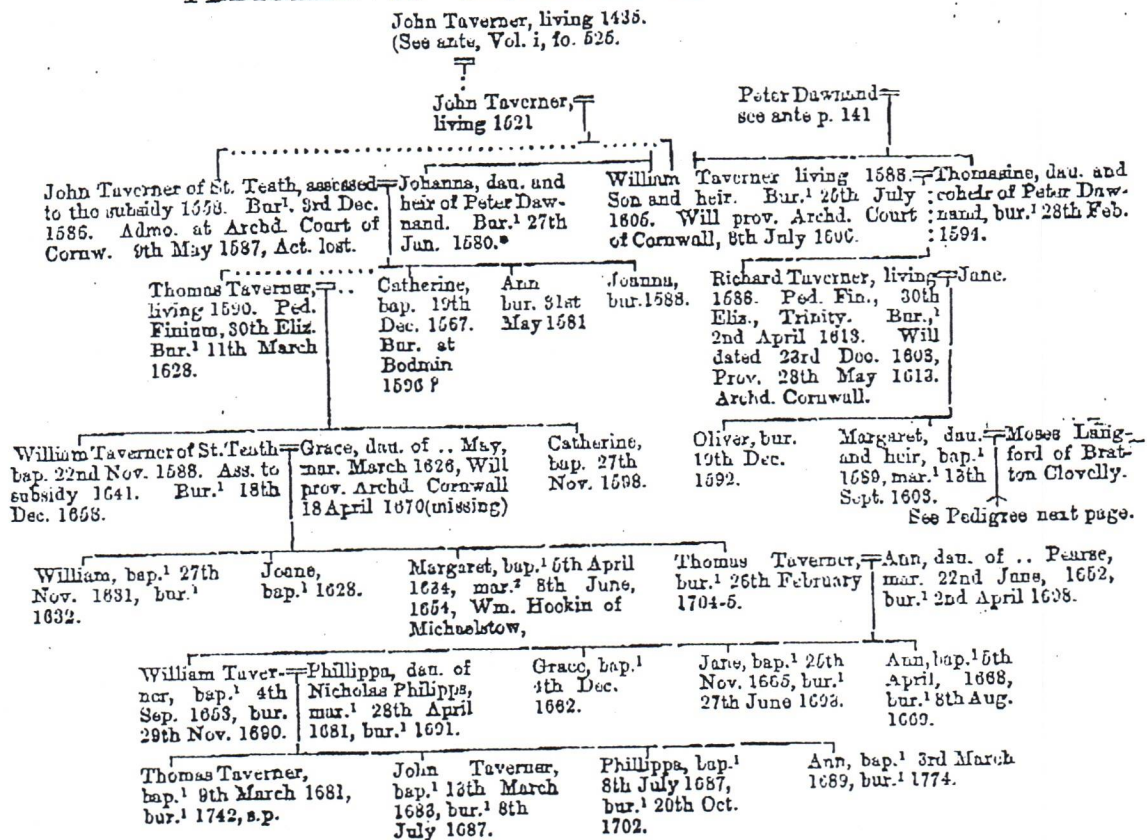 John Taverner, living 1435.
(See ante, Vol. i, fo. 525.
John Taverner,
living 1521
Peter Dawnand
see ante p. 141
John Taverner of St. Teath, assessed
to the subsidy 1558. Bur¹. 3rd Dec.
1586. Admo. at Archd. Court of
Cornw. 9th May 1587, Act. lost.
Johanna, dau. and
heir of Peter Daw-
nand. Bur.¹ 27th
Jan. 1580.*
William Taverner living 1588.
Son and heir. Bur.¹ 25th July
1605. Will prov. Archd. Court
of Cornwall, 8th July 1606.
Thomasine, dau. and
coheir of Peter Daw-
nand, bur.¹ 28th Feb.
1594.
Thomas Taverner,
living 1590. Ped.
Finium, 30th Eliz.
Bur.¹ 11th March
1628.
..
Catherine,
bap. 19th
Dec. 1567.
Bur. at
Bodmin
1596 ?
Ann
bur. 31st
May 1581
Joanna,
bur. 1588.
Richard Taverner, living
1588. Ped. Fin., 30th
Eliz., Trinity. Bur.,¹
2nd April 1613. Will
dated 23rd Dec. 1608,
Prov. 28th May 1613.
Archd. Cornwall.
Jane.
William Taverner of St. Teath
bap. 22nd Nov. 1588. Ass. to
subsidy 1641. Bur.¹ 18th
Dec. 1658.
Grace, dau. of .. May,
mar. March 1626, Will
prov. Archd. Cornwall
18 April 1670 (missing)
Catherine,
bap. 27th
Nov. 1598.
Oliver, bur.
19th Dec.
1592.
Margaret, dau.
and heir, bap.¹
1589, mar.¹ 13th
Sept. 1608.
Moses Lang-
ford of Brat-
ton Clovelly.
See Pedigree next page.
William, bap.¹ 27th
Nov. 1631, bur.¹
1632.
Joane,
bap.¹ 1628.
Margaret, bap.¹ 5th April
1634, mar.² 8th June,
1654, Wm. Hockin of
Michaelstow,
Thomas Taverner,
bur.¹ 26th February
1704-5.
Ann, dau. of .. Pearse,
mar. 22nd June, 1652,
bur.¹ 2nd April 1698.
William Taver-
ner, bap.¹ 4th
Sep. 1653, bur.
29th Nov. 1690.
Phillippa, dau. of
Nicholas Philipps,
mar.¹ 28th April
1681, bur.¹ 1691.
Grace, bap.¹
4th Dec.
1662.
Jane, bap.¹ 25th
Nov. 1665, bur.¹
27th June 1693.
Ann, bap.¹ 5th
April, 1668,
bur.¹ 8th Aug.
1669.
Thomas Taverner,
bap.¹ 9th March 1681,
bur.¹ 1742, s.p.
John Taverner,
bap.¹ 13th March
1683, bur.¹ 8th
July 1687.
Phillippa, bap.¹
8th July 1687,
bur.¹ 20th Oct.
1702.
Ann, bap.¹ 3rd March
1689, bur.¹ 1774.